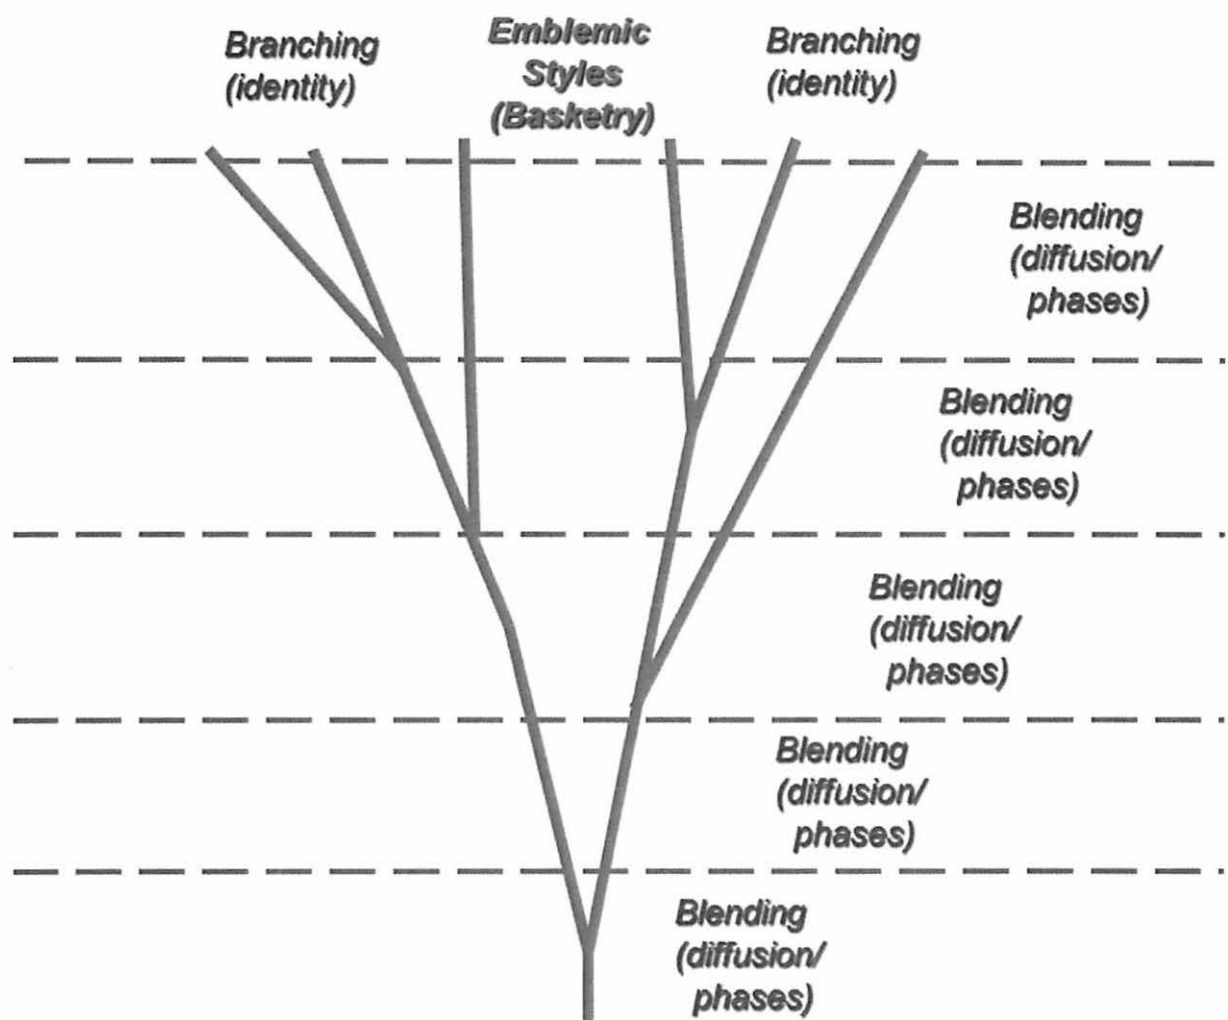 Branching
(identity)
Emblemic
Styles
(Basketry)
Branching
(identity)
Blending
(diffusion/
phases)
Blending
(diffusion/
phases)
Blending
(diffusion/
phases)
Blending
(diffusion/
phases)
Blending
(diffusion/
phases)